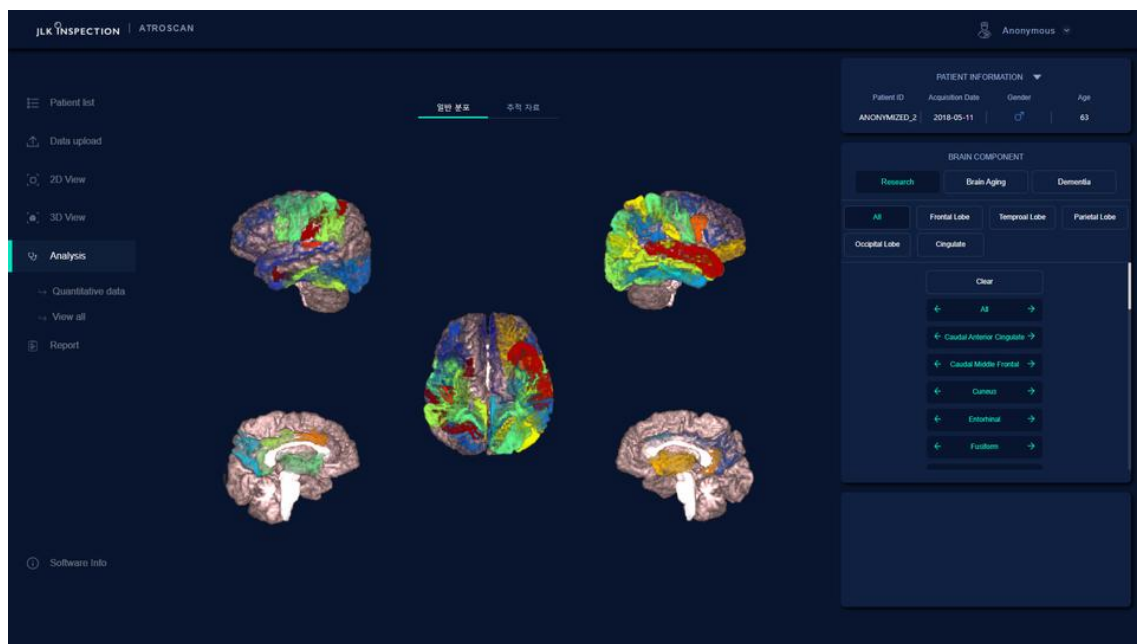 JLK INSPECTION | ATROSCAN
Anonymous
Patient list
Data upload
2D View
3D View
Analysis
Quantitative data
View all
Report
Software Info
일반 분포
추적 자료
PATIENT INFORMATION
Patient ID Acquisition Date Gender Age
ANONYMIZED_2 2018-05-11 63
BRAIN COMPONENT
Research Brain Aging Dementia
All Frontal Lobe Temproal Lobe Parietal Lobe
Occipital Lobe Cingulate
Clear
All
Caudal Anterior Cingulate
Caudal Middle Frontal
Cuneus
Entorhinal
Fusiform